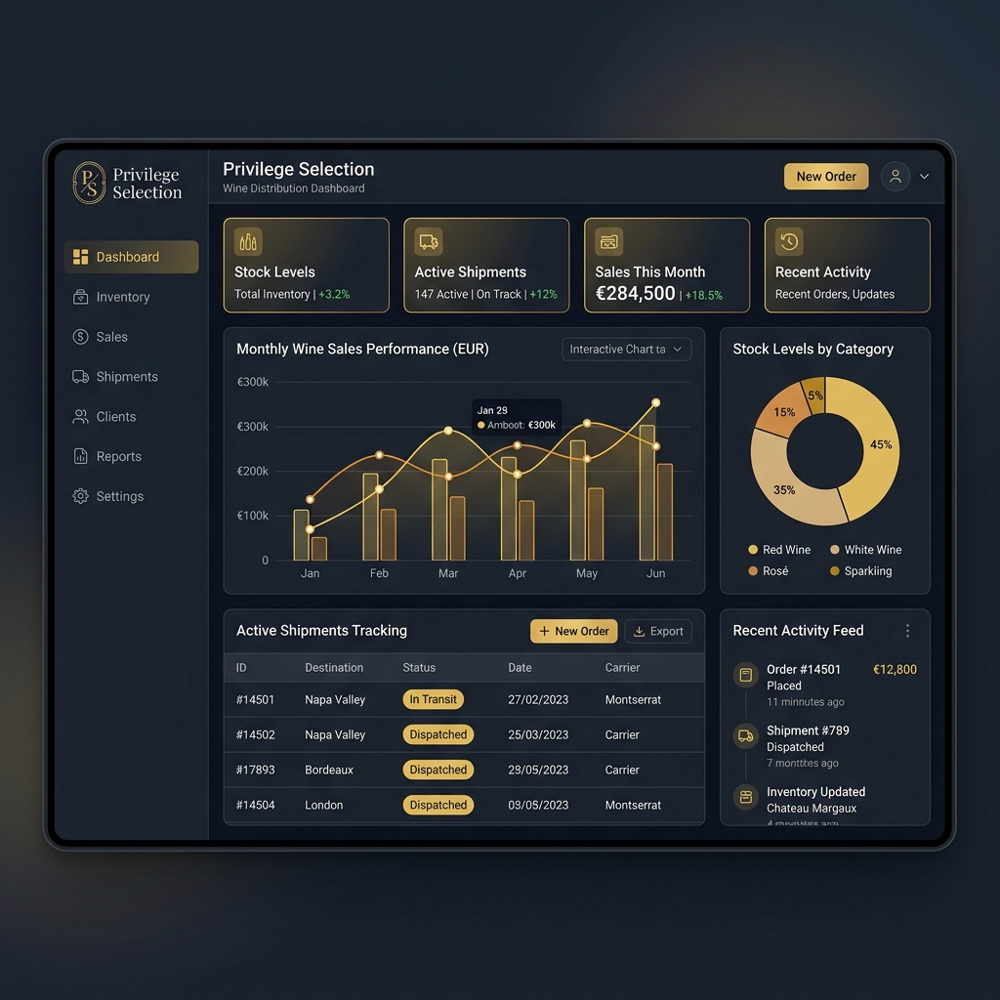 PS
Privilege
Selection
Dashboard
Inventory
Sales
Shipments
Clients
Reports
Settings
Privilege Selection
Wine Distribution Dashboard
New Order
Stock Levels
Total Inventory | +3.2%
Active Shipments
147 Active | On Track | +12%
Sales This Month
€284,500 | +18.5%
Recent Activity
Recent Orders, Updates
Monthly Wine Sales Performance (EUR)
Interactive Chart ta
€300k
€300k
€200k
€100k
0
Jan 29
Amboot: €300k
Jan Feb Mar Apr May Jun
Stock Levels by Category
5%
15%
45%
35%
Red Wine White Wine
Rosé Sparkiing
Active Shipments Tracking
+ New Order
Export
ID Destination Status Date Carrier
#14501 Napa Valley In Transit 27/02/2023 Montserrat
#14502 Napa Valley Dispatched 25/03/2023 Carrier
#17893 Bordeaux Dispatched 29/05/2023 Carrier
#14504 London Dispatched 09/05/2023 Montserrat
Recent Activity Feed
Order #14501 €12,800
Placed
11 minnutes ago
Shipment #789
Dispatched
7 ago
Inventory Updated
Chateau Margaux